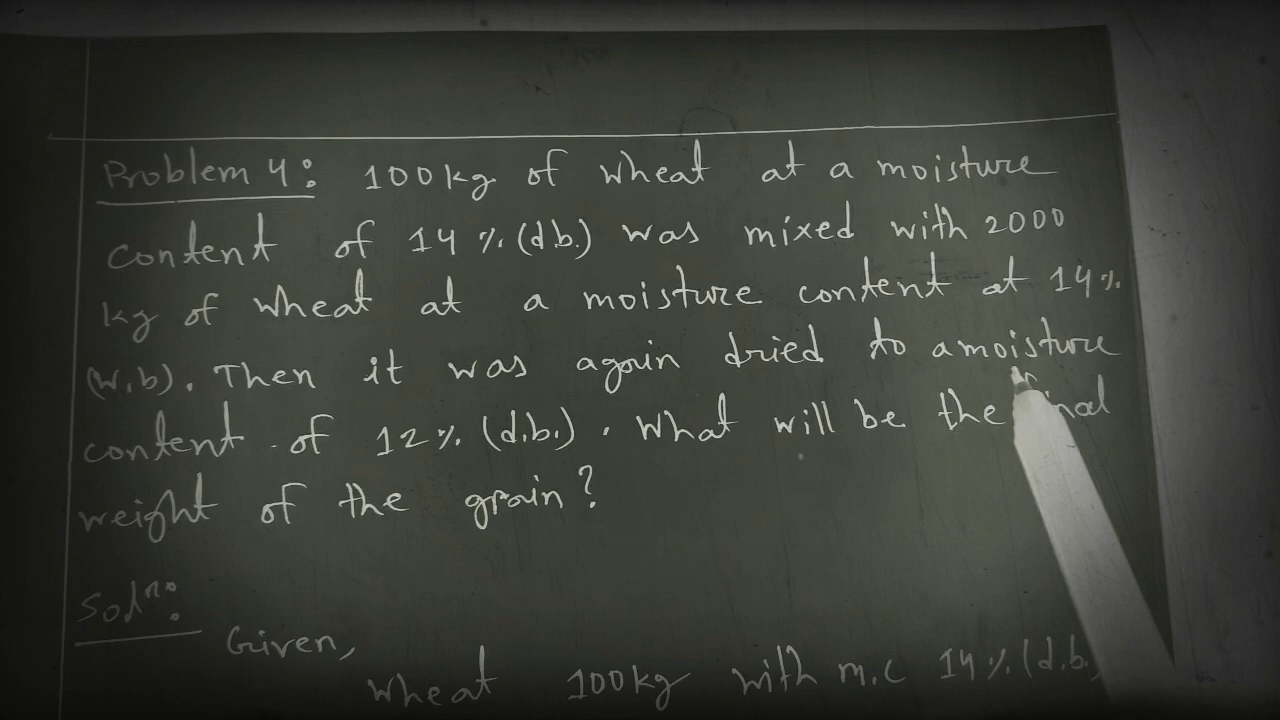 Problem 4: 100kg of wheat at a moisture
content of 14 % (db.) was mixed with 2000
kg of wheat at a moisture content at 14%
(w.b). Then it was again dried to a moisture
content of 12% (d.b.). What will be the
weight of the grain?
Soln:
Given,
Wheat 100kg with m.c 14% (d.b.